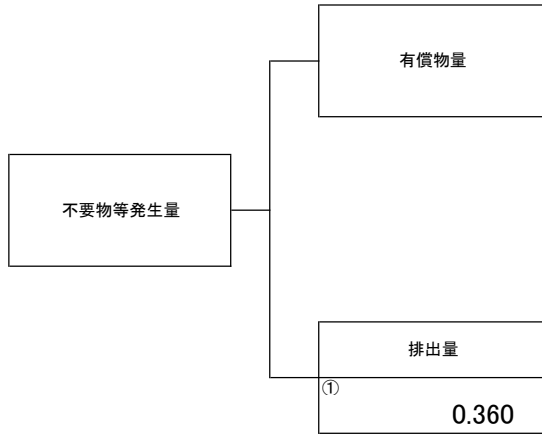 有償物量
不要物等発生量
排出量
①
0.360